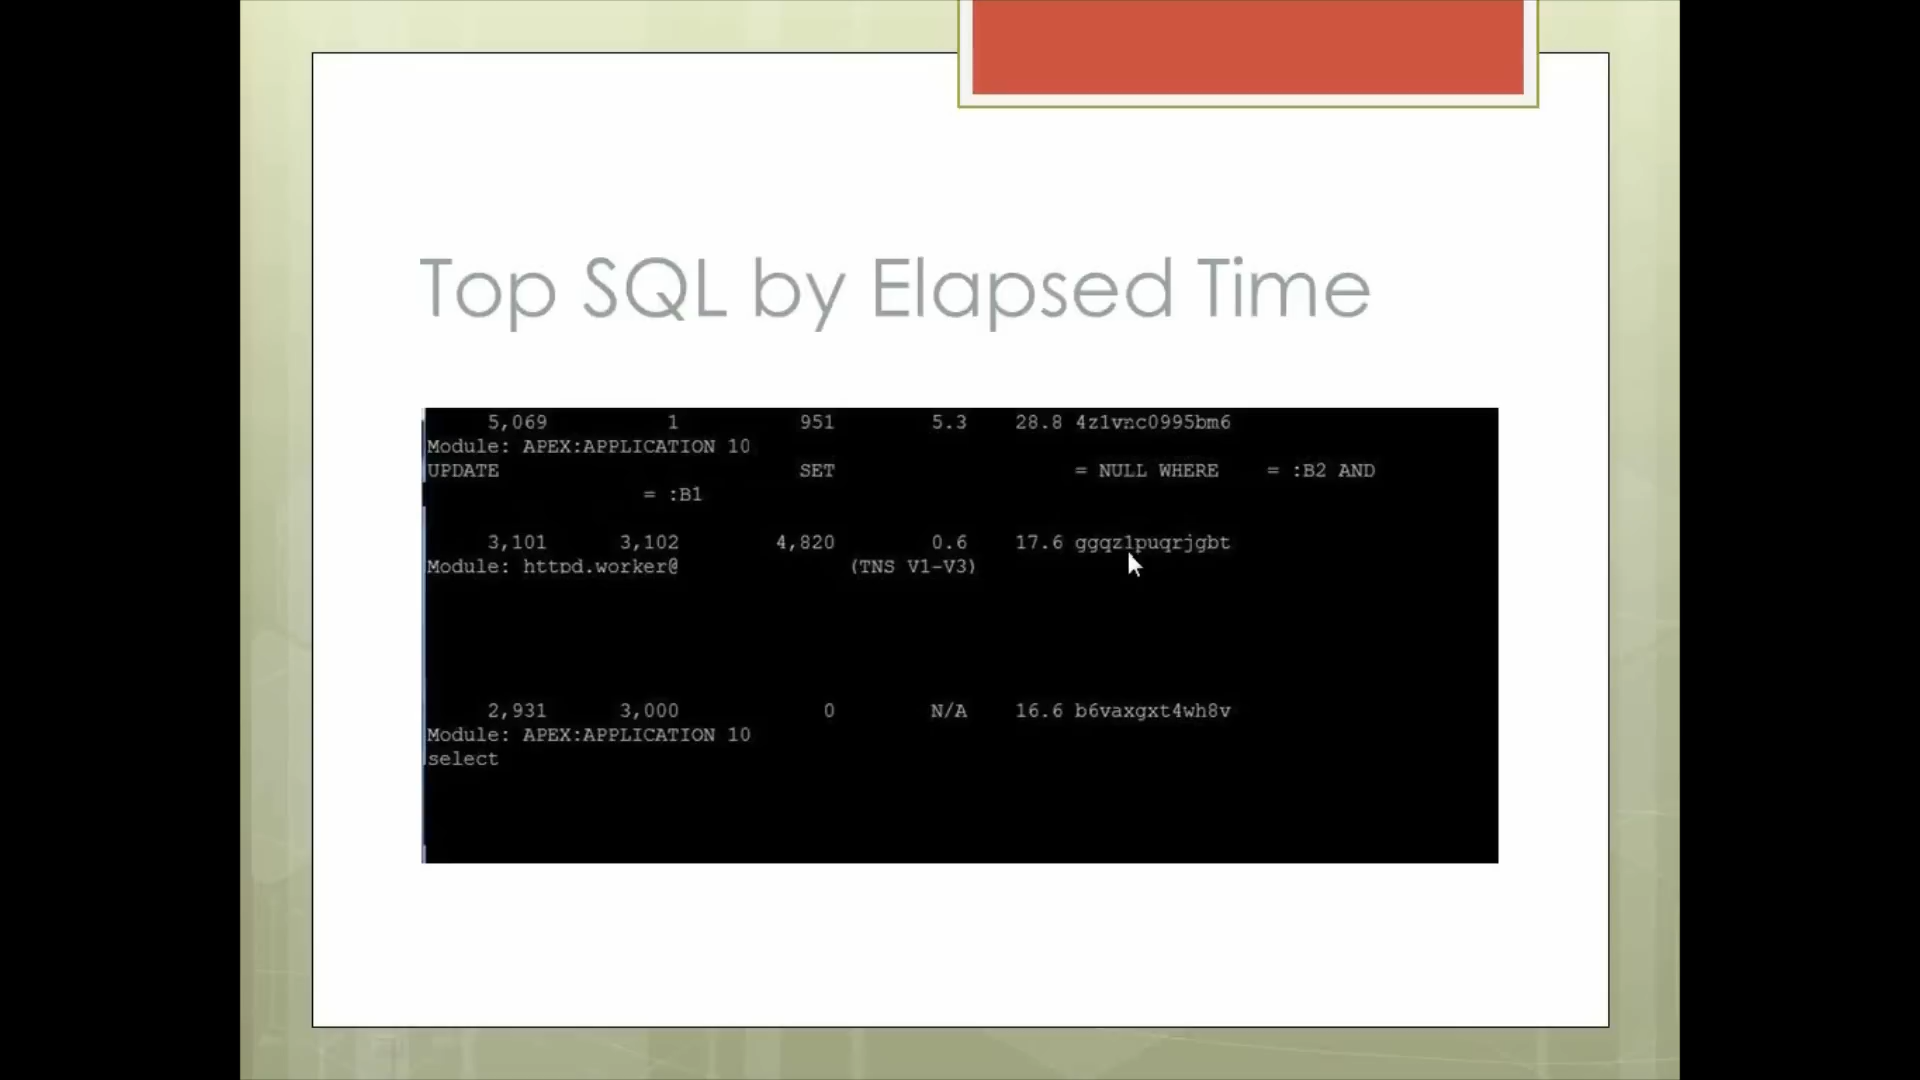 Top SQL by Elapsed Time
5,069 1 951 5.3 28.8 4z1vnc0995bm6
Module: APEX:APPLICATION 10
UPDATE SET = NULL WHERE = :B2 AND
= :B1
3,101 3,102 4,820 0.6 17.6 ggqz1puqrjgbt
Module: httpd.worker@ (TNS V1-V3)
2,931 3,000 0 N/A 16.6 b6vaxgxt4wh8v
Module: APEX:APPLICATION 10
select